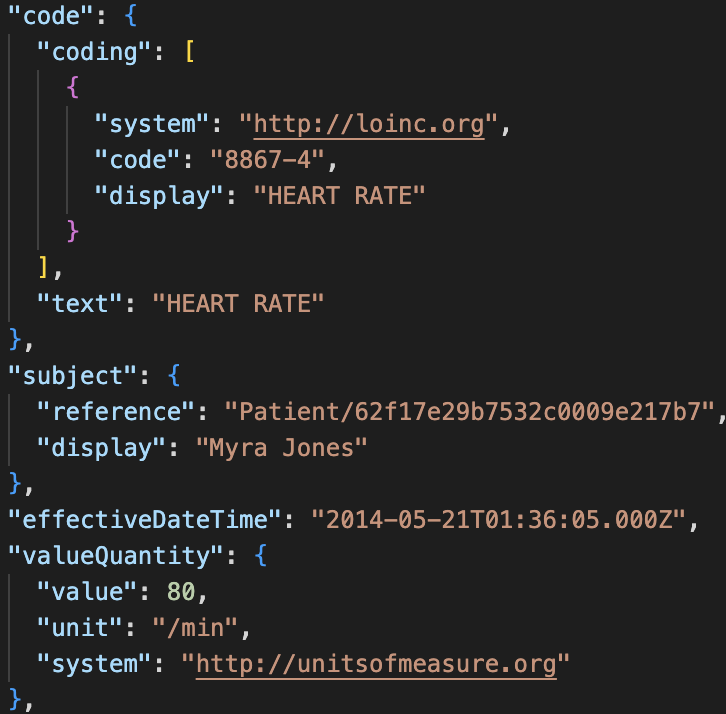 "code": {
"coding": [
{
"system": "http://loinc.org",
"code": "8867-4",
"display": "HEART RATE"
}
],
"text": "HEART RATE"
},
"subject": {
"reference": "Patient/62f17e29b7532c0009e217b7",
"display": "Myra Jones"
},
"effectiveDateTime": "2014-05-21T01:36:05.000Z",
"valueQuantity": {
"value": 80,
"unit": "/min",
"system": "http://unitsofmeasure.org"
},